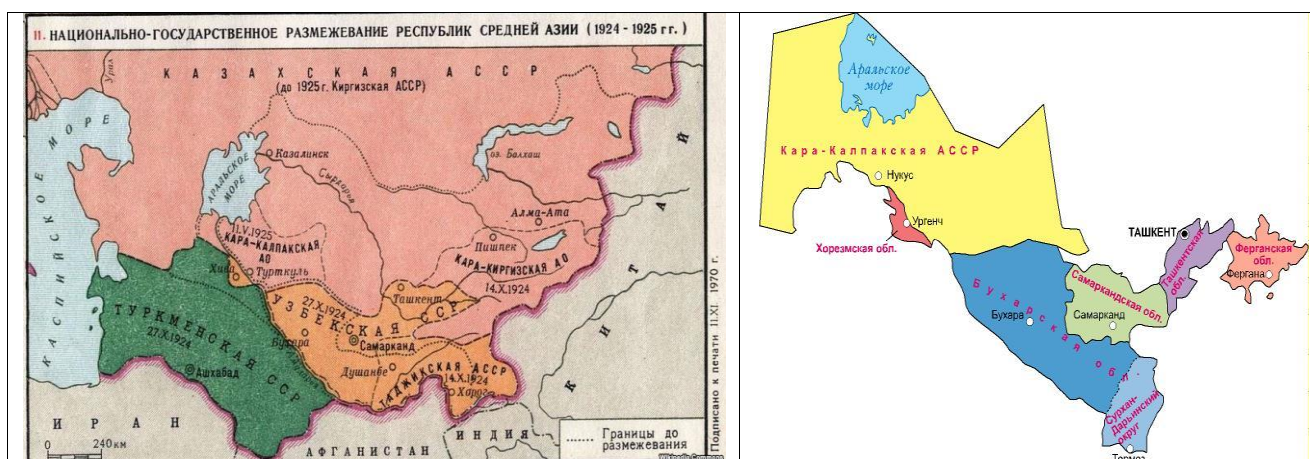 II. НАЦИОНАЛЬНО-ГОСУДАРСТВЕННОЕ РАЗМЕЖЕВАНИЕ РЕСПУБЛИК СРЕДНЕЙ АЗИИ (1924-1925 гг.)
КАЗАХСКАЯ АССР
(до 1925 г. Киргизская АССР)
Урал
КАСПИЙСКОЕ МОРЕ
АРАЛЬСКОЕ
МОРЕ
Казалинск
Сырдарья
оз. Балхаш
Алма-Ата
Пишпек
11.V.1925
КАРА-КАЛПАКСКАЯ
АО
Хива
Турткуль
КАРА-КИРГИЗСКАЯ АО
14.X.1924
Ташкент
27.X.1924
УЗБЕКСКАЯ ССР
Бухара
Самарканд
ТУРКМЕНСКАЯ ССР
27.X.1924
Ашхабад
Душанбе
ТАДЖИКСКАЯ АССР
14.X.1924
Хорог
КИТАЙ
ИРАН
АФГАНИСТАН
ИНДИЯ
0 240 км
Границы до
размежевания
Подписано к печати 11.XI. 1970 г.
Аральское
море
Кара-Калпакская АССР
Нукус
Ургенч
Хорезмская обл.
ТАШКЕНТ
Ташкентская
обл.
Ферганская
обл.
Фергана
Самаркандская обл.
Самарканд
Бухарская обл.
Бухара
Сурхан-
Дарьинский
округ
Термез